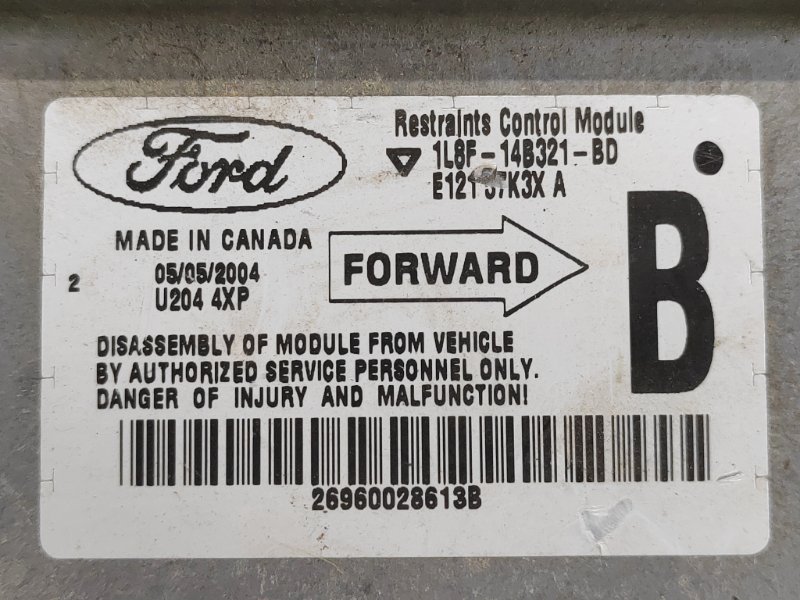 Ford
Restraints Control Module
1L8F-14B321-BD
K3X A
MADE IN CANADA
05/05/2004
U204 4XP
2
FORWARD
B
DISASSEMBLY OF MODULE FROM VEHICLE
BY AUTHORIZED SERVICE PERSONNEL ONLY.
DANGER OF INJURY AND MALFUNCTION!
26960028613B